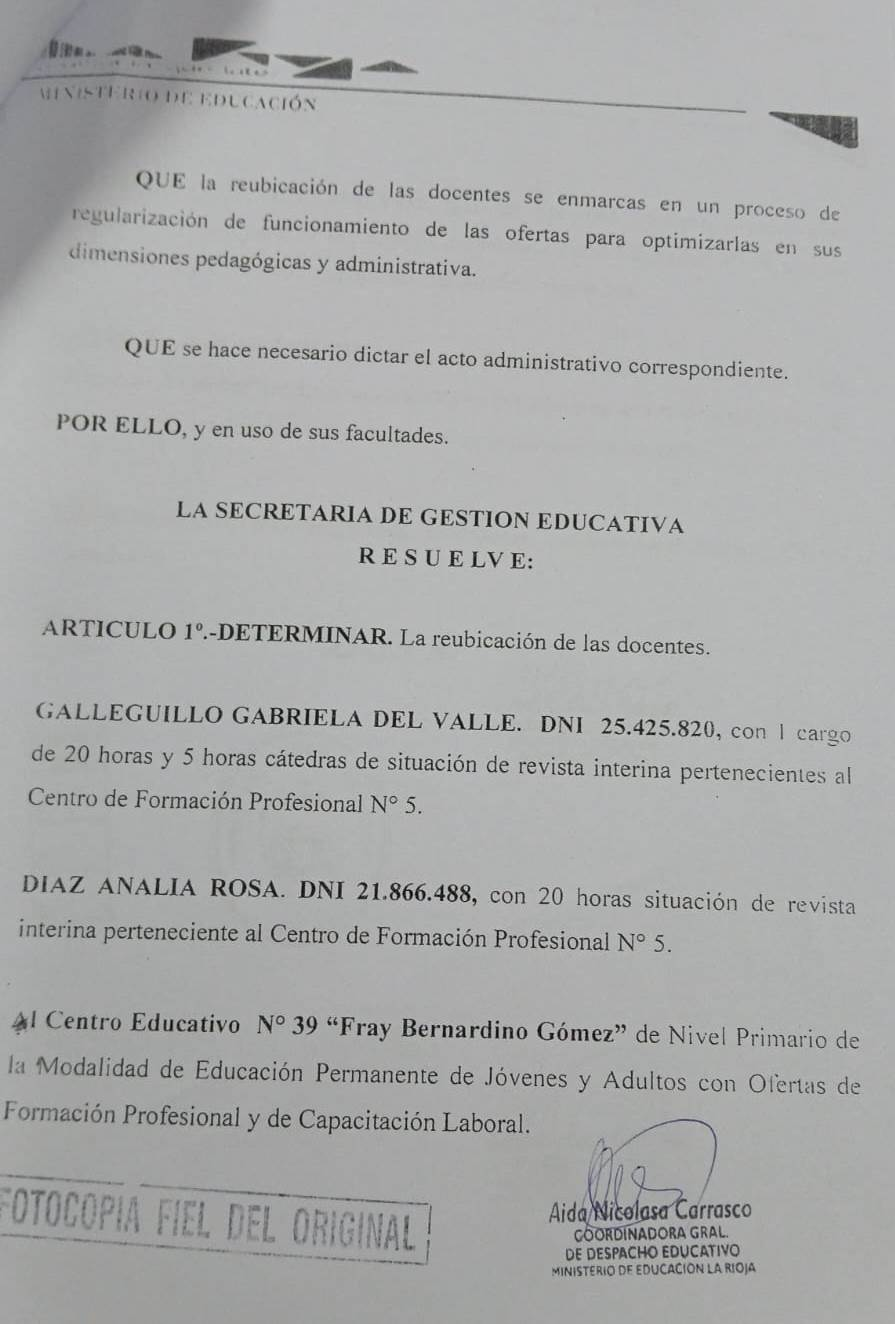 MINISTERIO DE EDUCACIÓN
QUE la reubicación de las docentes se enmarcas en un proceso de
regularización de funcionamiento de las ofertas para optimizarlas en sus
dimensiones pedagógicas y administrativa.
QUE se hace necesario dictar el acto administrativo correspondiente.
POR ELLO, y en uso de sus facultades.
LA SECRETARIA DE GESTION EDUCATIVA
R E S U E LV E:
ARTICULO 1º.-DETERMINAR. La reubicación de las docentes.
GALLEGUILLO GABRIELA DEL VALLE. DNI 25.425.820, con 1 cargo
de 20 horas y 5 horas cátedras de situación de revista interina pertenecientes al
Centro de Formación Profesional N° 5.
DIAZ ANALIA ROSA. DNI 21.866.488, con 20 horas situación de revista
interina perteneciente al Centro de Formación Profesional N° 5.
Al Centro Educativo N° 39 “Fray Bernardino Gómez” de Nivel Primario de
la Modalidad de Educación Permanente de Jóvenes y Adultos con Ofertas de
Formación Profesional y de Capacitación Laboral.
FOTOCOPIA FIEL DEL ORIGINAL
Aida Nicolasa Carrasco
COORDINADORA GRAL.
DE DESPACHO EDUCATIVO
MINISTERIO DE EDUCACION LA RIOJA